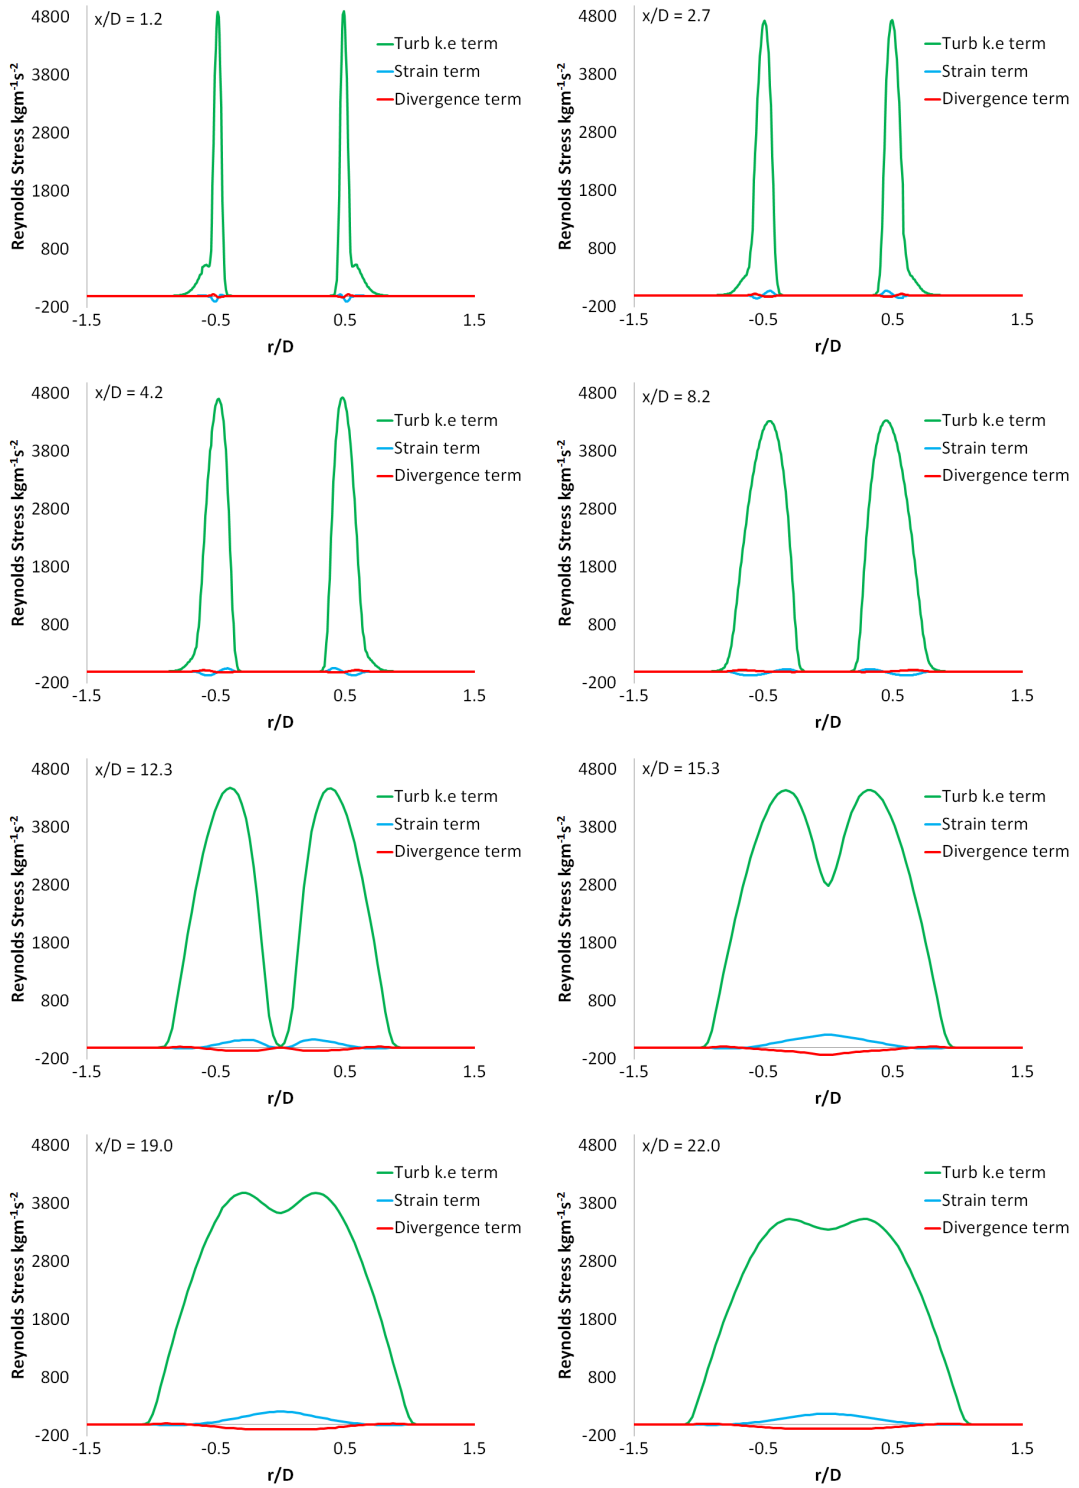 x/D = 1.2
Reynolds Stress kgm-1s-2
4800
3800
2800
1800
800
-200
-1.5
-0.5
0.5
1.5
r/D
Turb k.e term
Strain term
Divergence term
x/D = 2.7
Reynolds Stress kgm-1s-2
4800
3800
2800
1800
800
-200
-1.5
-0.5
0.5
1.5
r/D
Turb k.e term
Strain term
Divergence term
x/D = 4.2
Reynolds Stress kgm-1s-2
4800
3800
2800
1800
800
-200
-1.5
-0.5
0.5
1.5
r/D
Turb k.e term
Strain term
Divergence term
x/D = 8.2
Reynolds Stress kgm-1s-2
4800
3800
2800
1800
800
-200
-1.5
-0.5
0.5
1.5
r/D
Turb k.e term
Strain term
Divergence term
x/D = 12.3
Reynolds Stress kgm-1s-2
4800
3800
2800
1800
800
-200
-1.5
-0.5
0.5
1.5
r/D
Turb k.e term
Strain term
Divergence term
x/D = 15.3
Reynolds Stress kgm-1s-2
4800
3800
2800
1800
800
-200
-1.5
-0.5
0.5
1.5
r/D
Turb k.e term
Strain term
Divergence term
x/D = 19.0
Reynolds Stress kgm-1s-2
4800
3800
2800
1800
800
-200
-1.5
-0.5
0.5
1.5
r/D
Turb k.e term
Strain term
Divergence term
x/D = 22.0
Reynolds Stress kgm-1s-2
4800
3800
2800
1800
800
-200
-1.5
-0.5
0.5
1.5
r/D
Turb k.e term
Strain term
Divergence term